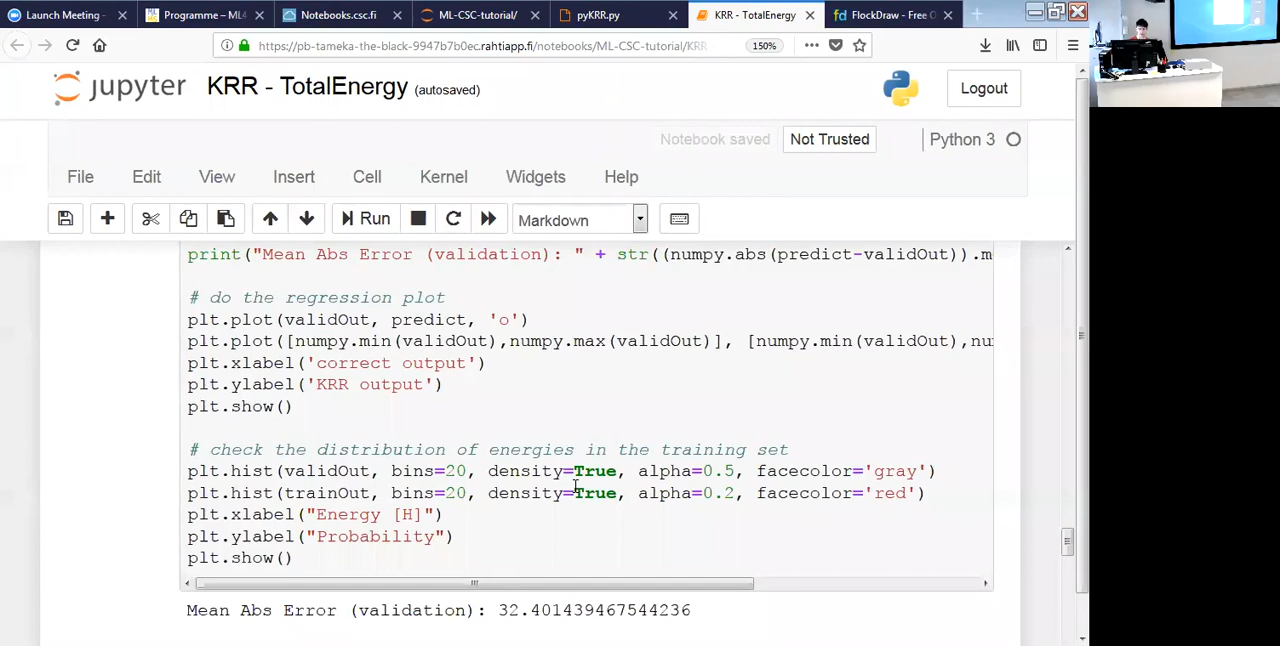 Launch Meeting -
Programme – ML4
Notebooks.csc.fi
ML-CSC-tutorial/
pyKRR.py
KRR - TotalEnergy
FlockDraw - Free O
https://pb-tameka-the-black-9947b7b0ec.rahtiapp.fi/notebooks/ML-CSC-tutorial/KRR
150%
jupyter KRR - TotalEnergy (autosaved)
Logout
Notebook saved
Not Trusted
Python 3
File Edit View Insert Cell Kernel Widgets Help
Run
Markdown
print("Mean Abs Error (validation): " + str((numpy.abs(predict-validOut)).m
# do the regression plot
plt.plot(validOut, predict, 'o')
plt.plot([numpy.min(validOut),numpy.max(validOut)], [numpy.min(validOut),nu
plt.xlabel('correct output')
plt.ylabel('KRR output')
plt.show()
# check the distribution of energies in the training set
plt.hist(validOut, bins=20, density=True, alpha=0.5, facecolor='gray')
plt.hist(trainOut, bins=20, density=True, alpha=0.2, facecolor='red')
plt.xlabel("Energy [H]")
plt.ylabel("Probability")
plt.show()
Mean Abs Error (validation): 32.401439467544236